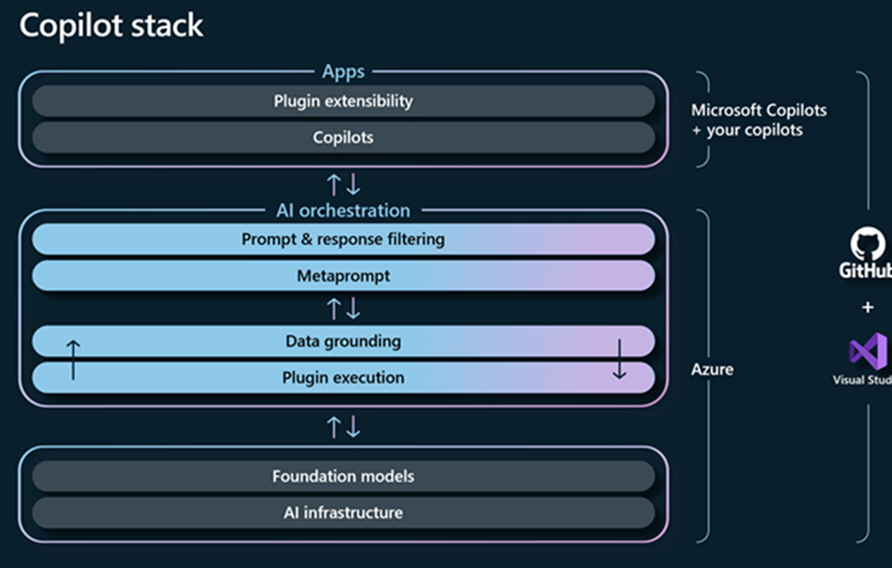 Copilot stack
Apps
Plugin extensibility
Copilots
Microsoft Copilots
+ your copilots
AI orchestration
Prompt & response filtering
Metaprompt
Data grounding
Plugin execution
Azure
GitHub
+
Visual Stud
Foundation models
AI infrastructure